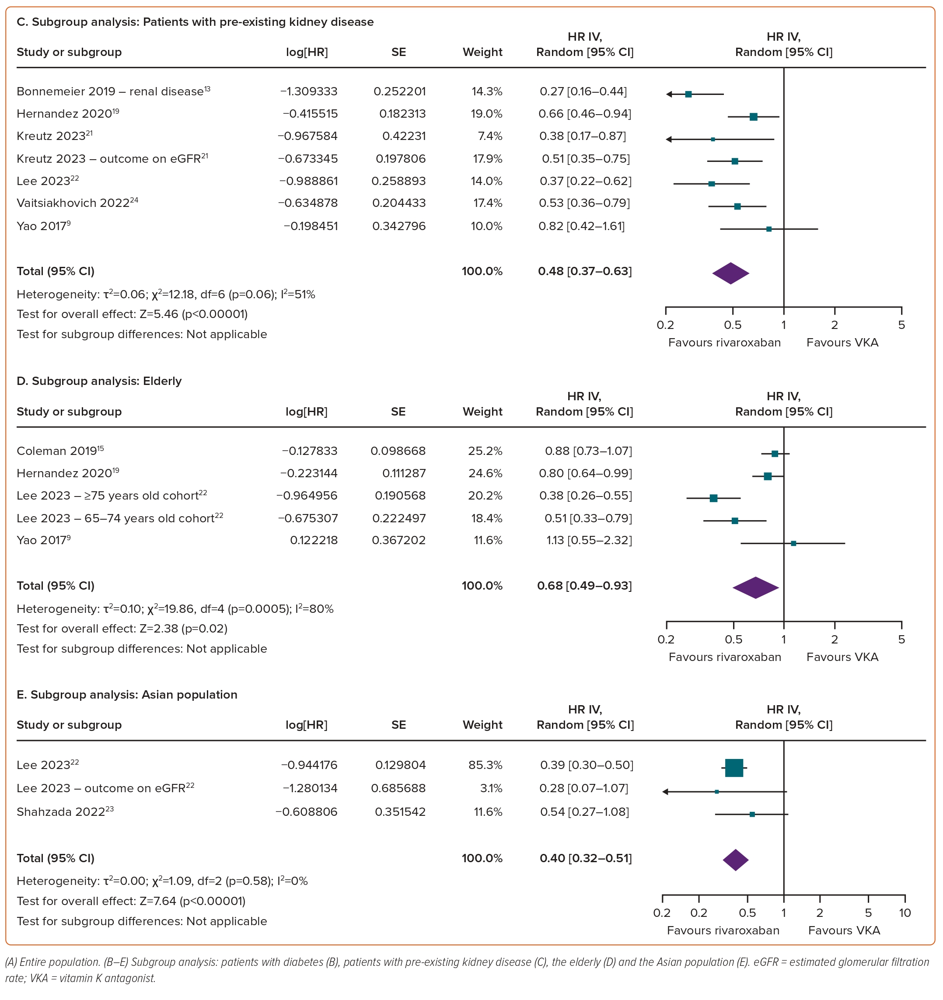 C. Subgroup analysis: Patients with pre-existing kidney disease
Study or subgroup log[HR] SE Weight HR IV, Random [95% CI] HR IV, Random [95% CI]
Bonnemeier 2019 – renal disease¹³ −1.309333 0.252201 14.3% 0.27 [0.16–0.44]
Hernandez 2020¹⁹ −0.415515 0.182313 19.0% 0.66 [0.46–0.94]
Kreutz 2023²¹ −0.967584 0.42231 7.4% 0.38 [0.17–0.87]
Kreutz 2023 – outcome on eGFR²¹ −0.673345 0.197806 17.9% 0.51 [0.35–0.75]
Lee 2023²² −0.988861 0.258893 14.0% 0.37 [0.22–0.62]
Vaitsiakhovich 2022²⁴ −0.634878 0.204433 17.4% 0.53 [0.36–0.79]
Yao 2017⁹ −0.198451 0.342796 10.0% 0.82 [0.42–1.61]
Total (95% CI) 100.0% 0.48 [0.37–0.63]
Heterogeneity: τ²=0.06; χ²=12.18, df=6 (p=0.06); I²=51%
Test for overall effect: Z=5.46 (p<0.00001)
Test for subgroup differences: Not applicable
0.2 0.5 1 2 5
Favours rivaroxaban Favours VKA
D. Subgroup analysis: Elderly
Study or subgroup log[HR] SE Weight HR IV, Random [95% CI] HR IV, Random [95% CI]
Coleman 2019¹⁵ −0.127833 0.098668 25.2% 0.88 [0.73–1.07]
Hernandez 2020¹⁹ −0.223144 0.111287 24.6% 0.80 [0.64–0.99]
Lee 2023 – ≥75 years old cohort²² −0.964956 0.190568 20.2% 0.38 [0.26–0.55]
Lee 2023 – 65–74 years old cohort²² −0.675307 0.222497 18.4% 0.51 [0.33–0.79]
Yao 2017⁹ 0.122218 0.367202 11.6% 1.13 [0.55–2.32]
Total (95% CI) 100.0% 0.68 [0.49–0.93]
Heterogeneity: τ²=0.10; χ²=19.86, df=4 (p=0.0005); I²=80%
Test for overall effect: Z=2.38 (p=0.02)
Test for subgroup differences: Not applicable
0.2 0.5 1 2 5
Favours rivaroxaban Favours VKA
E. Subgroup analysis: Asian population
Study or subgroup log[HR] SE Weight HR IV, Random [95% CI] HR IV, Random [95% CI]
Lee 2023²² −0.944176 0.129804 85.3% 0.39 [0.30–0.50]
Lee 2023 – outcome on eGFR²² −1.280134 0.685688 3.1% 0.28 [0.07–1.07]
Shahzada 2022²³ −0.608806 0.351542 11.6% 0.54 [0.27–1.08]
Total (95% CI) 100.0% 0.40 [0.32–0.51]
Heterogeneity: τ²=0.00; χ²=1.09, df=2 (p=0.58); I²=0%
Test for overall effect: Z=7.64 (p<0.00001)
Test for subgroup differences: Not applicable
0.2 0.2 0.5 1 2 5 10
Favours rivaroxaban Favours VKA
(A) Entire population. (B–E) Subgroup analysis: patients with diabetes (B), patients with pre-existing kidney disease (C), the elderly (D) and the Asian population (E). eGFR = estimated glomerular filtration
rate; VKA = vitamin K antagonist.